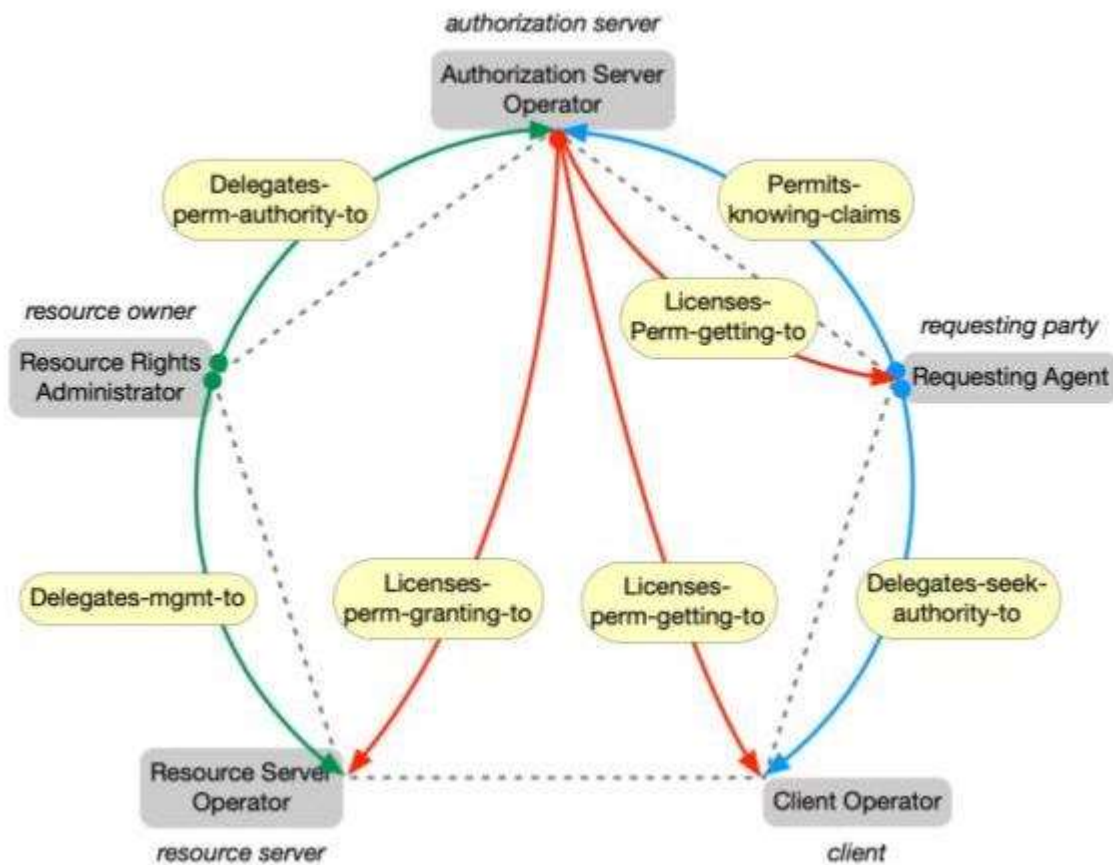 authorization server
Authorization Server
Operator
Delegates-
perm-authority-to
Permits-
knowing-claims
Licenses-
Perm-getting-to
resource owner
Resource Rights
Administrator
requesting party
Requesting Agent
Delegates-mgmt-to
Licenses-
perm-granting-to
Licenses-
perm-getting-to
Delegates-seek-
authority-to
Resource Server
Operator
resource server
Client Operator
client